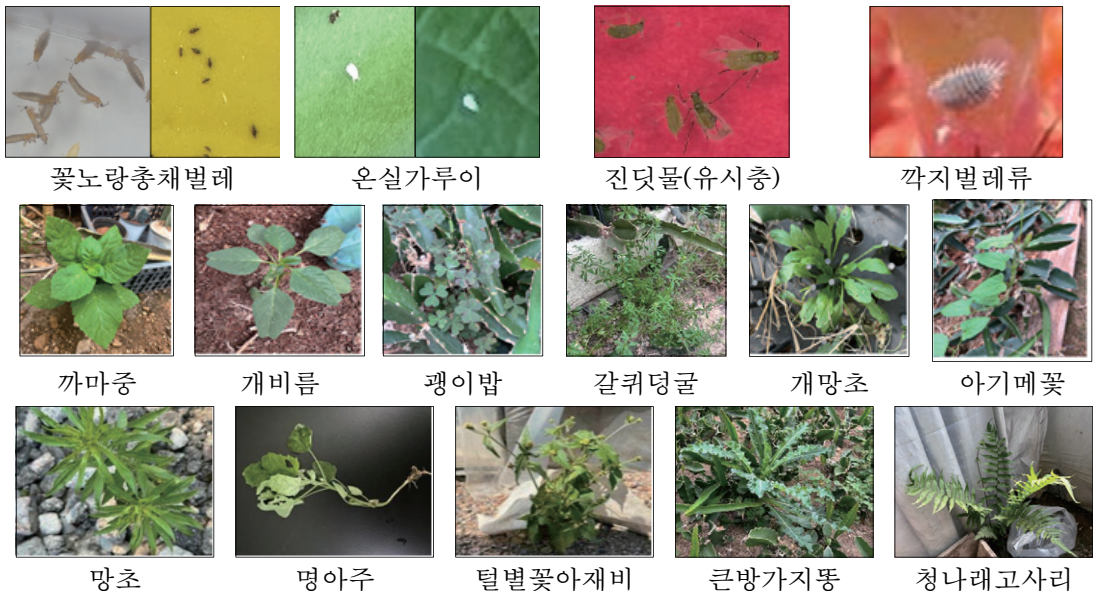 꽃노랑총채벌레 온실가루이 진딧물(유시충) 깍지벌레류
까마중 개비름 괭이밥 갈퀴덩굴 개망초 아기메꽃
망초 명아주 털별꽃아재비 큰방가지똥 청나래고사리